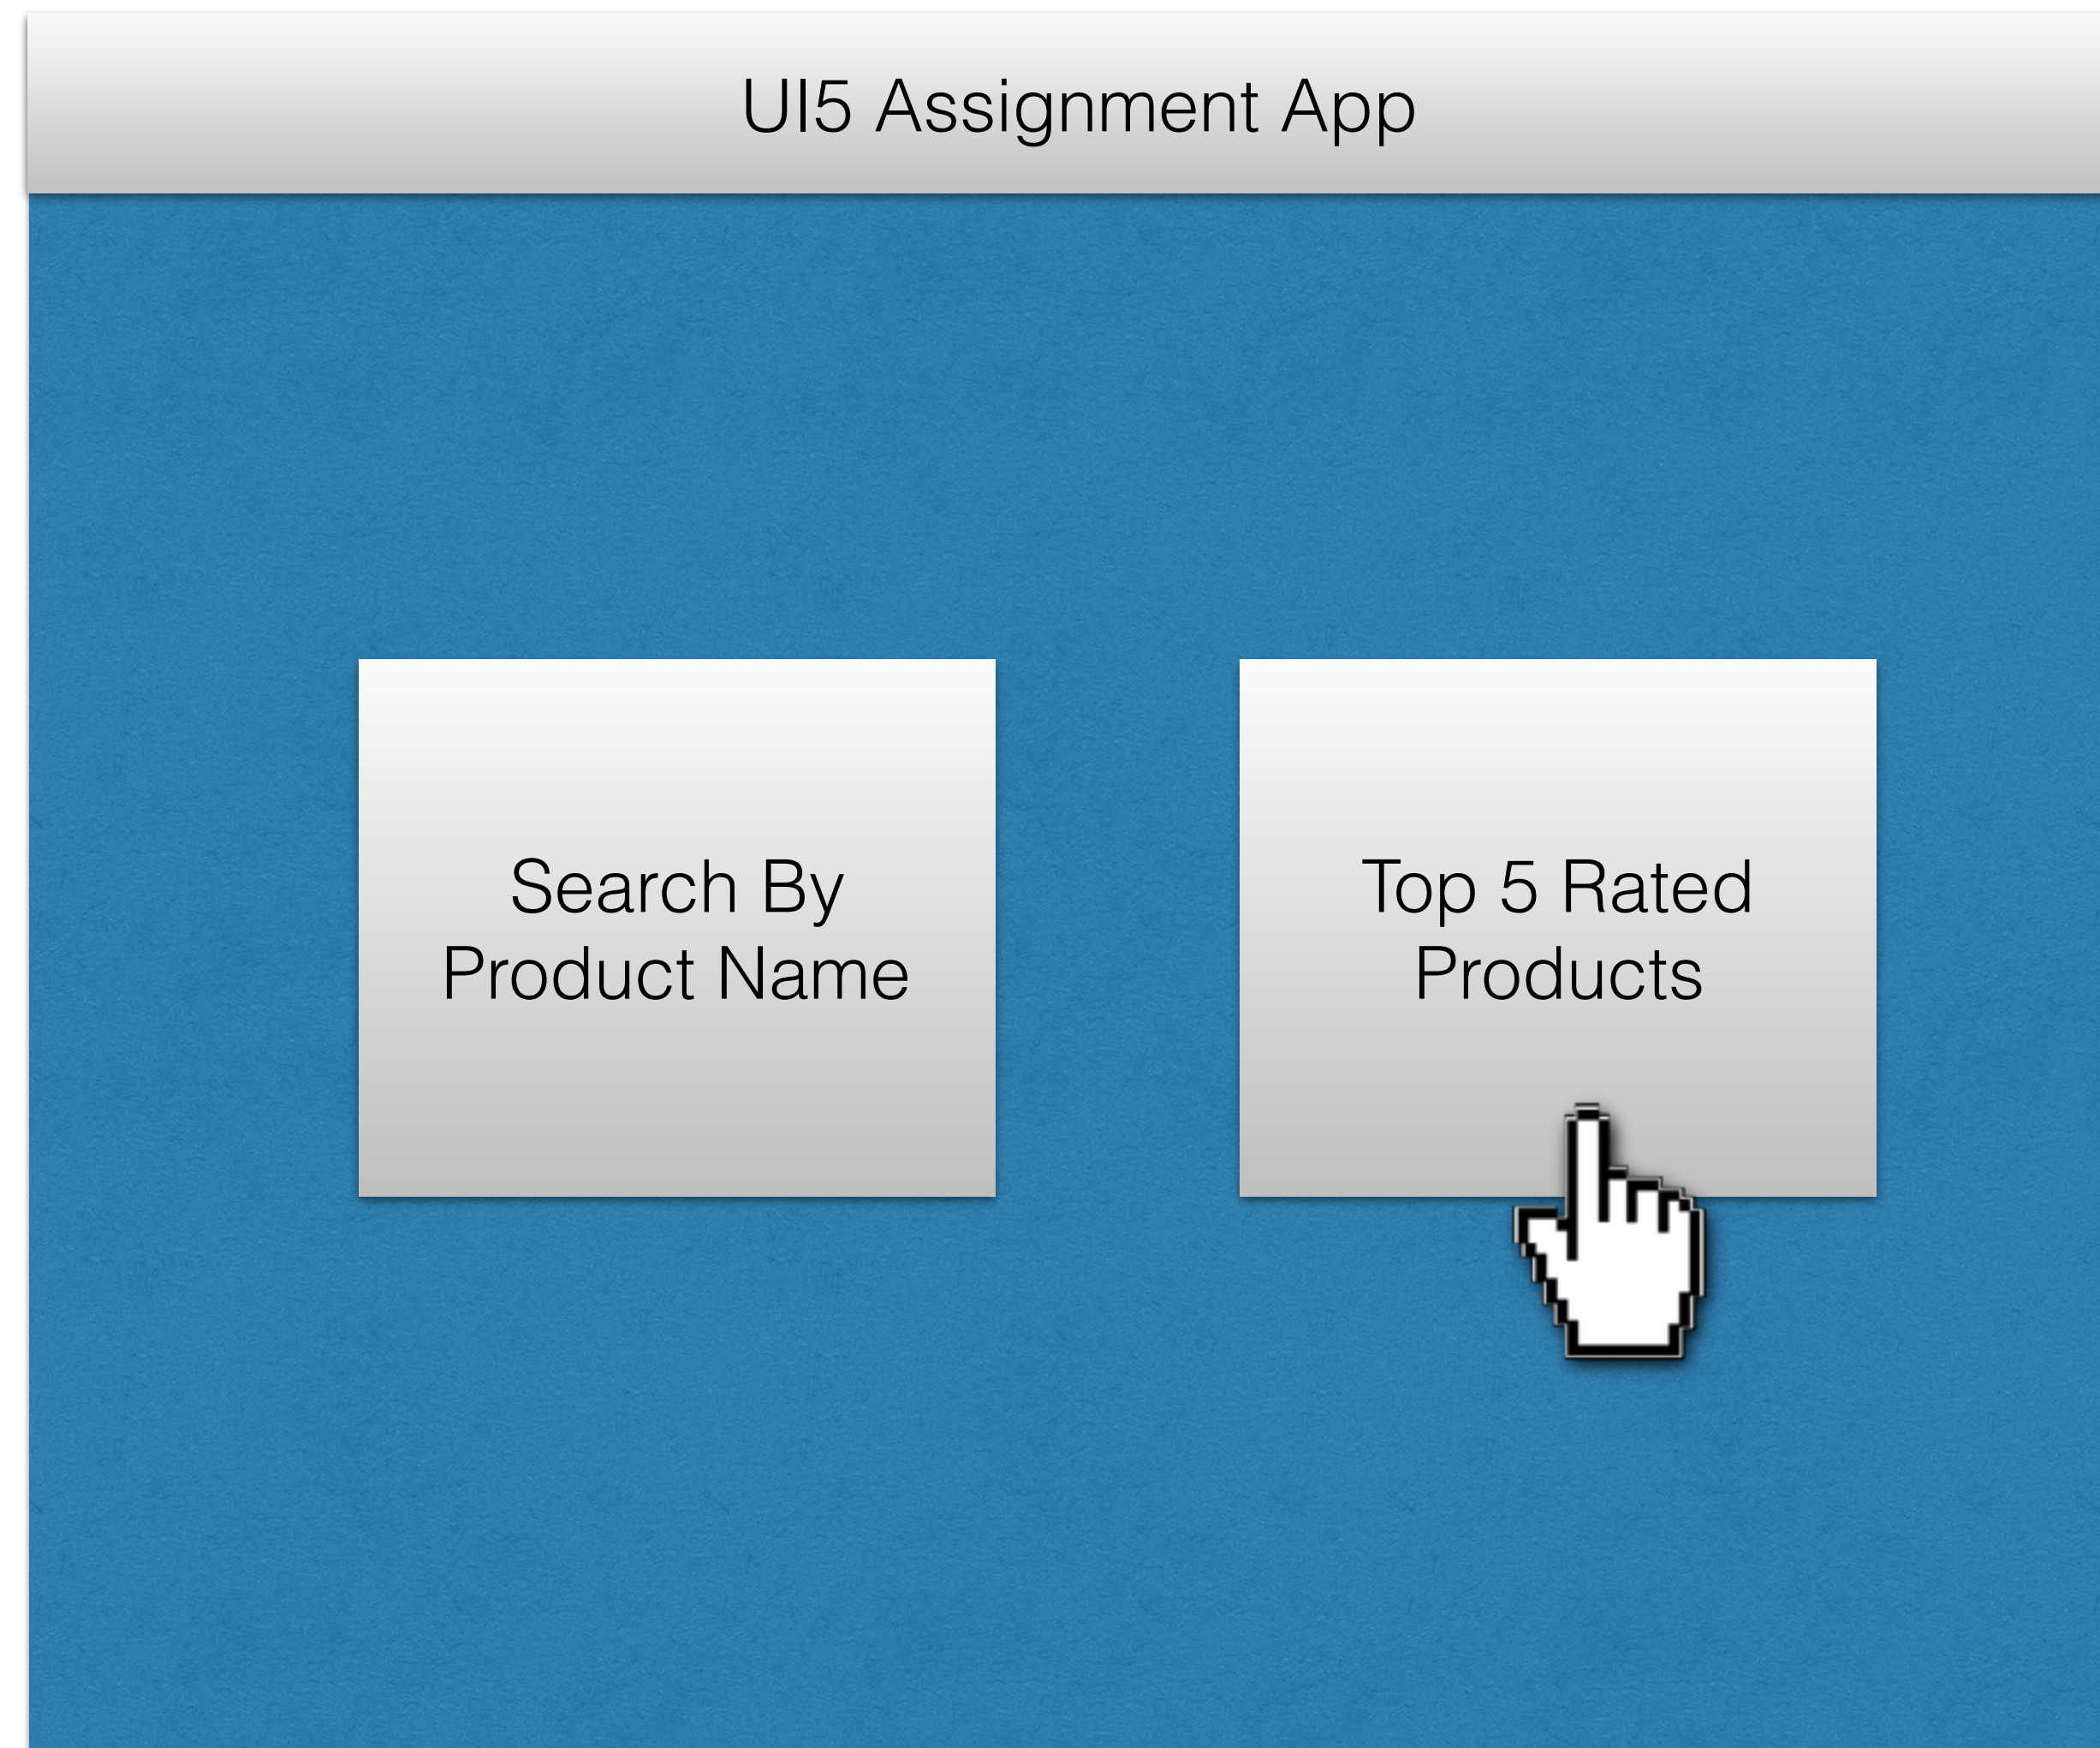 UI5 Assignment App
Search By
Product Name
Top 5 Rated
Products